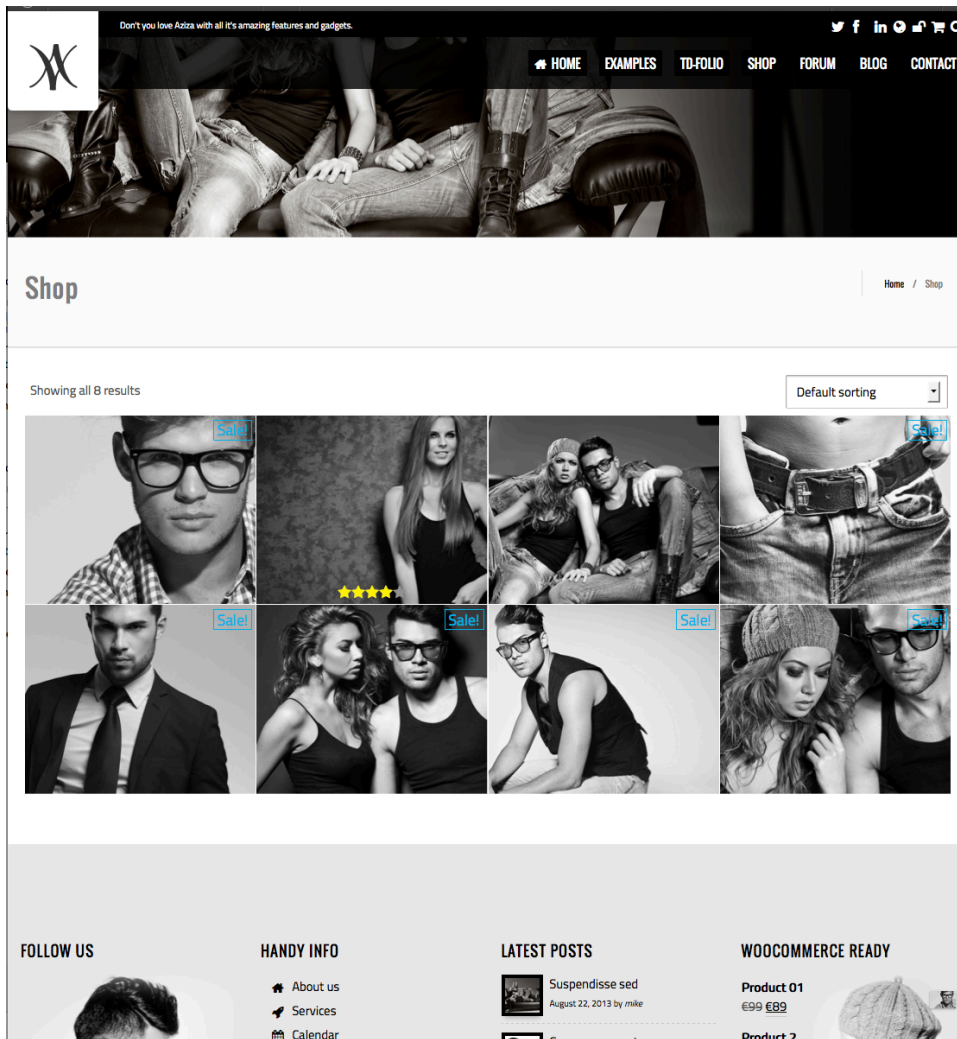 Don't you love Aziza with all it's amazing features and gadgets.
HOME EXAMPLES TD-FOLIO SHOP FORUM BLOG CONTACT
Shop
Home / Shop
Showing all 8 results
Default sorting
Sale!
Sale!
Sale!
Sale!
Sale!
Sale!
FOLLOW US
HANDY INFO
About us
Services
Calendar
LATEST POSTS
Suspendisse sed
August 22, 2013 by mike
WOOCOMMERCE READY
Product 01
€99 €89
Product 2